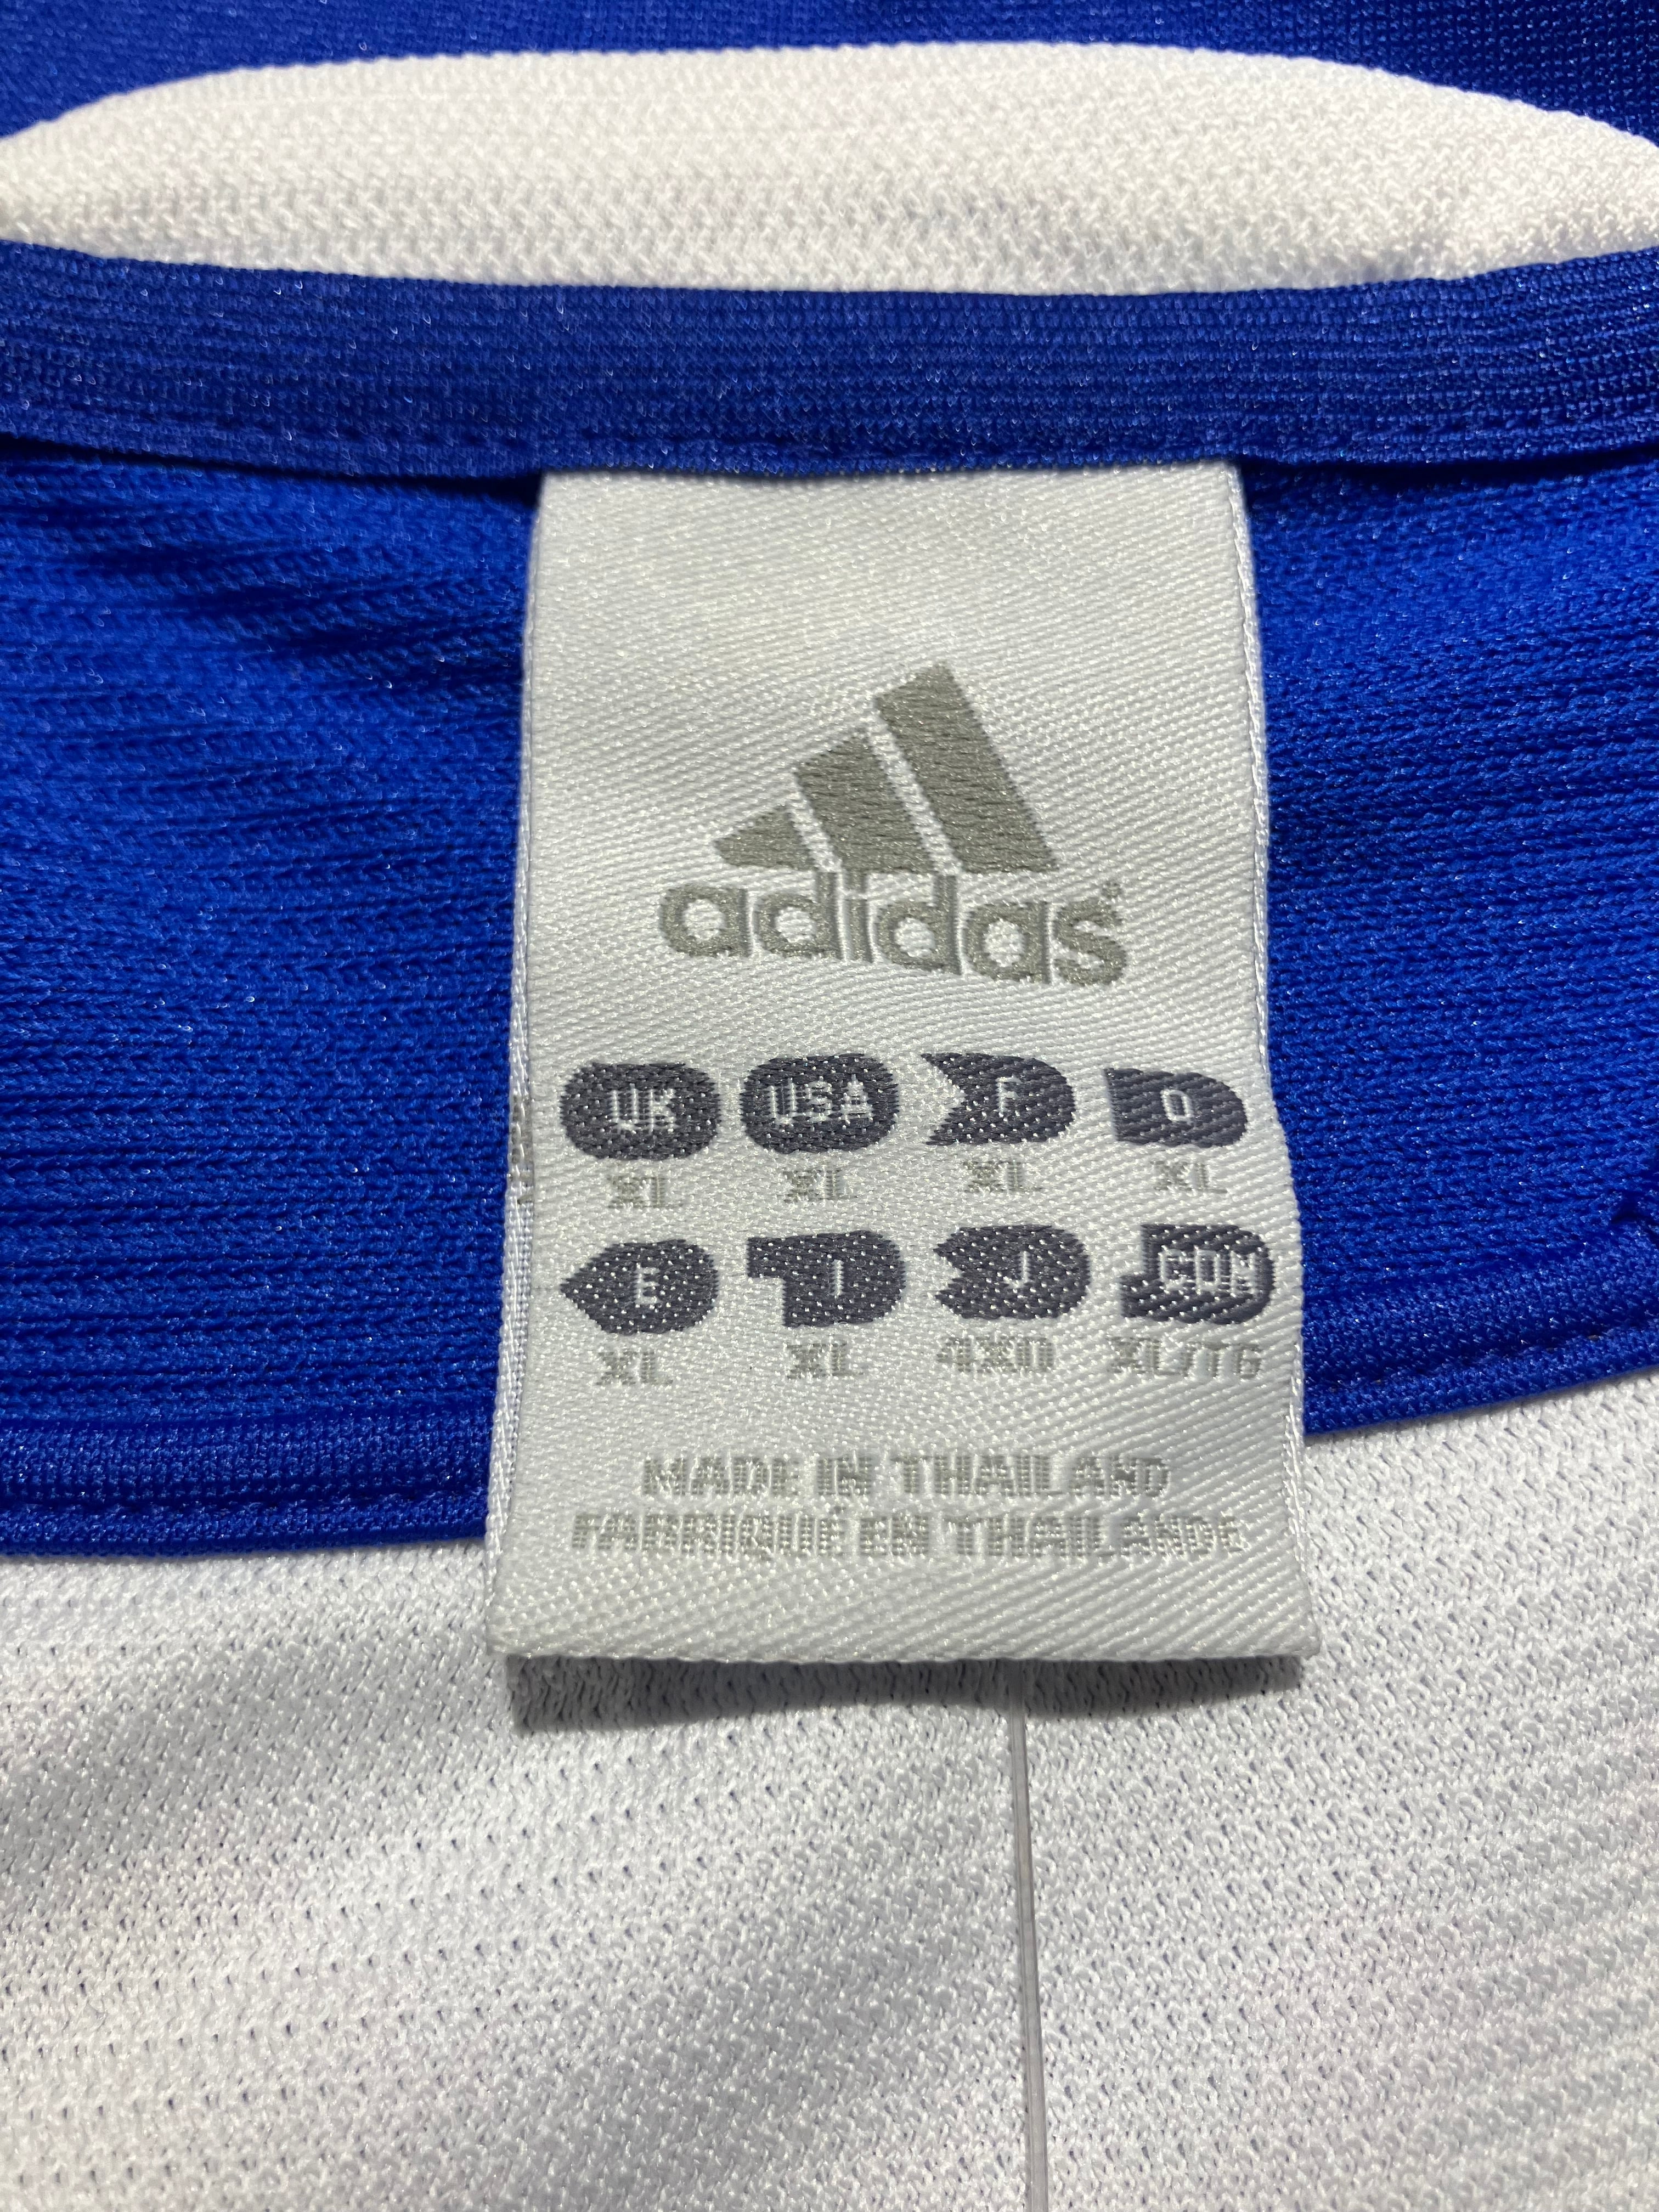 adidas®
UK USA F D
XL XL XL XL
E I J CDN
XL XL 4XO XL/TG
MADE IN THAILAND
FABRIQUÉ EN THAILANDE